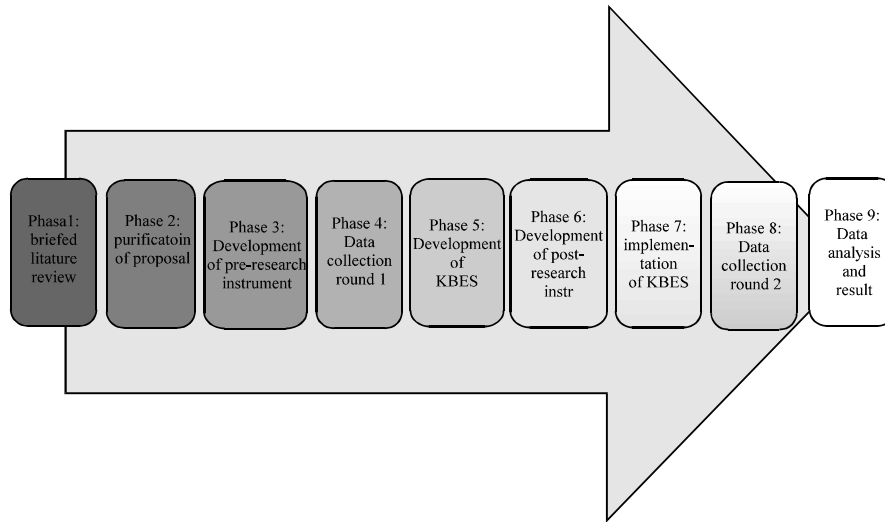 Phasa1:
briefed
litature
review
Phase 2:
purificatoin
of proposal
Phase 3:
Development
of pre-research
instrument
Phase 4:
Data
collection
round 1
Phase 5:
Development
of
KBES
Phase 6:
Development
of post-
research
instr
Phase 7:
implemen-
tation
of KBES
Phase 8:
Data
collection
round 2
Phase 9:
Data
analysis
and
result